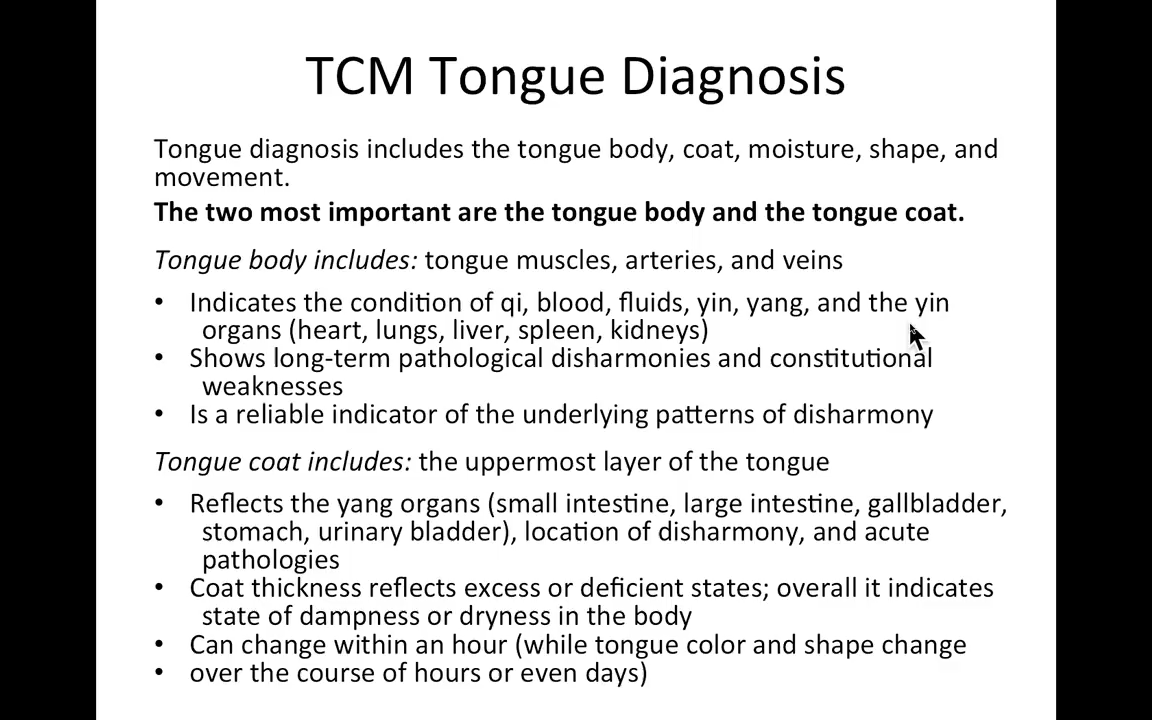 TCM Tongue Diagnosis
Tongue diagnosis includes the tongue body, coat, moisture, shape, and
movement.
The two most important are the tongue body and the tongue coat.
Tongue body includes: tongue muscles, arteries, and veins
• Indicates the condition of qi, blood, fluids, yin, yang, and the yin
organs (heart, lungs, liver, spleen, kidneys)
• Shows long-term pathological disharmonies and constitutional
weaknesses
• Is a reliable indicator of the underlying patterns of disharmony
Tongue coat includes: the uppermost layer of the tongue
• Reflects the yang organs (small intestine, large intestine, gallbladder,
stomach, urinary bladder), location of disharmony, and acute
pathologies
• Coat thickness reflects excess or deficient states; overall it indicates
state of dampness or dryness in the body
• Can change within an hour (while tongue color and shape change
• over the course of hours or even days)